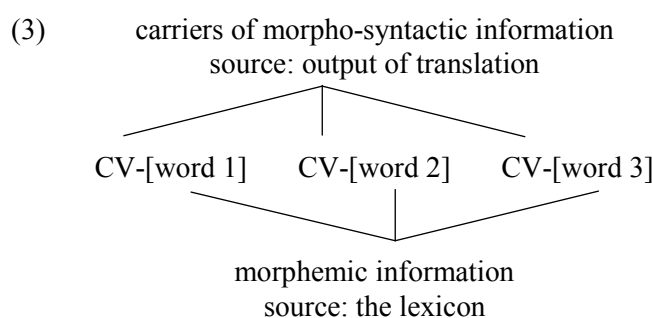 (3) carriers of morpho-syntactic information
source: output of translation
CV-[word 1] CV-[word 2] CV-[word 3]
morphemic information
source: the lexicon